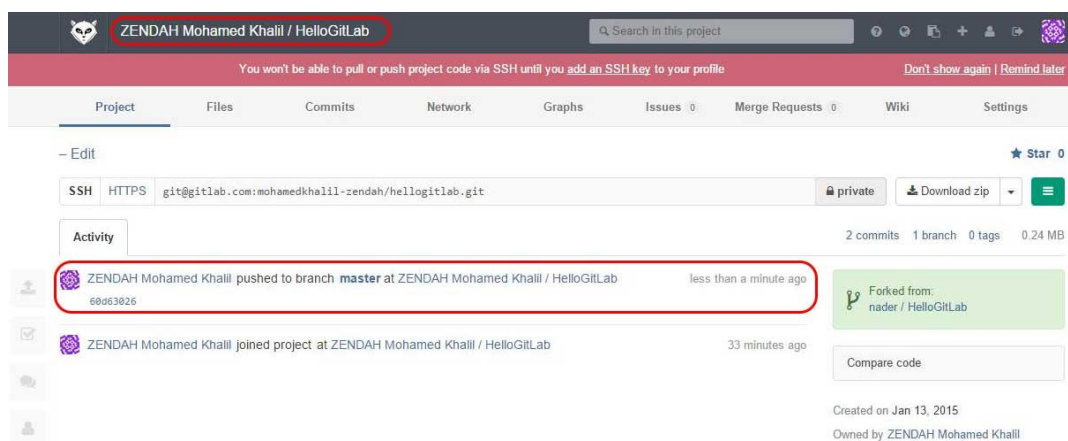 ZENDAH Mohamed Khalil / HelloGitLab
Search in this project
You won't be able to pull or push project code via SSH until you add an SSH key to your profile
Don't show again | Remind later
Project
Files
Commits
Network
Graphs
Issues 0
Merge Requests 0
Wiki
Settings
– Edit
Star 0
SSH
HTTPS
git@gitlab.com:mohamedkhalil-zendah/hellogitlab.git
private
Download zip
Activity
2 commits 1 branch 0 tags 0.24 MB
ZENDAH Mohamed Khalil pushed to branch master at ZENDAH Mohamed Khalil / HelloGitLab
less than a minute ago
60d63026
ZENDAH Mohamed Khalil joined project at ZENDAH Mohamed Khalil / HelloGitLab
33 minutes ago
Forked from:
nader / HelloGitLab
Compare code
Created on Jan 13, 2015
Owned by ZENDAH Mohamed Khalil